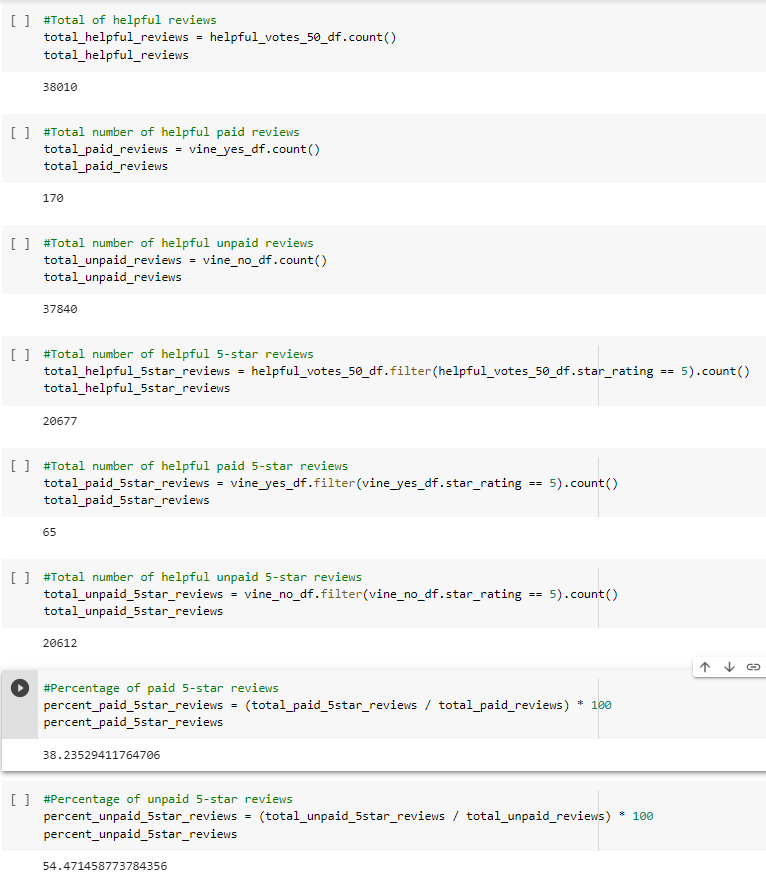 [ ] #Total of helpful reviews
total_helpful_reviews = helpful_votes_50_df.count()
total_helpful_reviews
38010
[ ] #Total number of helpful paid reviews
total_paid_reviews = vine_yes_df.count()
total_paid_reviews
170
[ ] #Total number of helpful unpaid reviews
total_unpaid_reviews = vine_no_df.count()
total_unpaid_reviews
37840
[ ] #Total number of helpful 5-star reviews
total_helpful_5star_reviews = helpful_votes_50_df.filter(helpful_votes_50_df.star_rating == 5).count()
total_helpful_5star_reviews
20677
[ ] #Total number of helpful paid 5-star reviews
total_paid_5star_reviews = vine_yes_df.filter(vine_yes_df.star_rating == 5).count()
total_paid_5star_reviews
65
[ ] #Total number of helpful unpaid 5-star reviews
total_unpaid_5star_reviews = vine_no_df.filter(vine_no_df.star_rating == 5).count()
total_unpaid_5star_reviews
20612
#Percentage of paid 5-star reviews
percent_paid_5star_reviews = (total_paid_5star_reviews / total_paid_reviews) * 100
percent_paid_5star_reviews
38.23529411764706
[ ] #Percentage of unpaid 5-star reviews
percent_unpaid_5star_reviews = (total_unpaid_5star_reviews / total_unpaid_reviews) * 100
percent_unpaid_5star_reviews
54.471458773784356